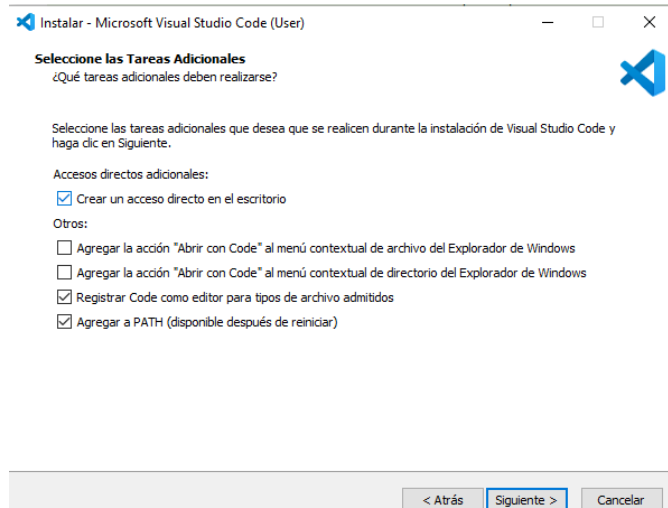 Instalar - Microsoft Visual Studio Code (User)
Seleccione las Tareas Adicionales
¿Qué tareas adicionales deben realizarse?
Seleccione las tareas adicionales que desea que se realicen durante la instalación de Visual Studio Code y
haga clic en Siguiente.
Accesos directos adicionales:
Crear un acceso directo en el escritorio
Otros:
Agregar la acción "Abrir con Code" al menú contextual de archivo del Explorador de Windows
Agregar la acción "Abrir con Code" al menú contextual de directorio del Explorador de Windows
Registrar Code como editor para tipos de archivo admitidos
Agregar a PATH (disponible después de reiniciar)
< Atrás Siguiente > Cancelar